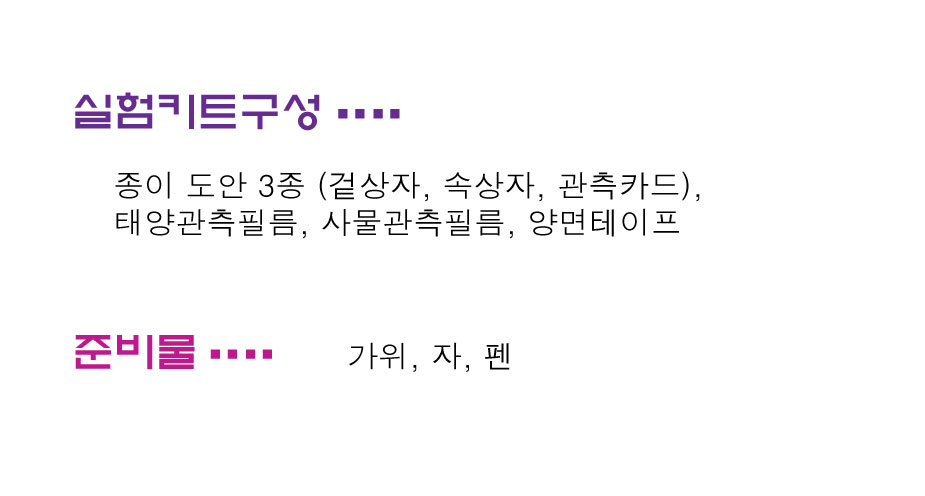 실험키트구성 ▪▪▪▪
종이 도안 3종 (겉상자, 속상자, 관측카드),
태양관측필름, 사물관측필름, 양면테이프
준비물 ▪▪▪▪ 가위, 자, 펜